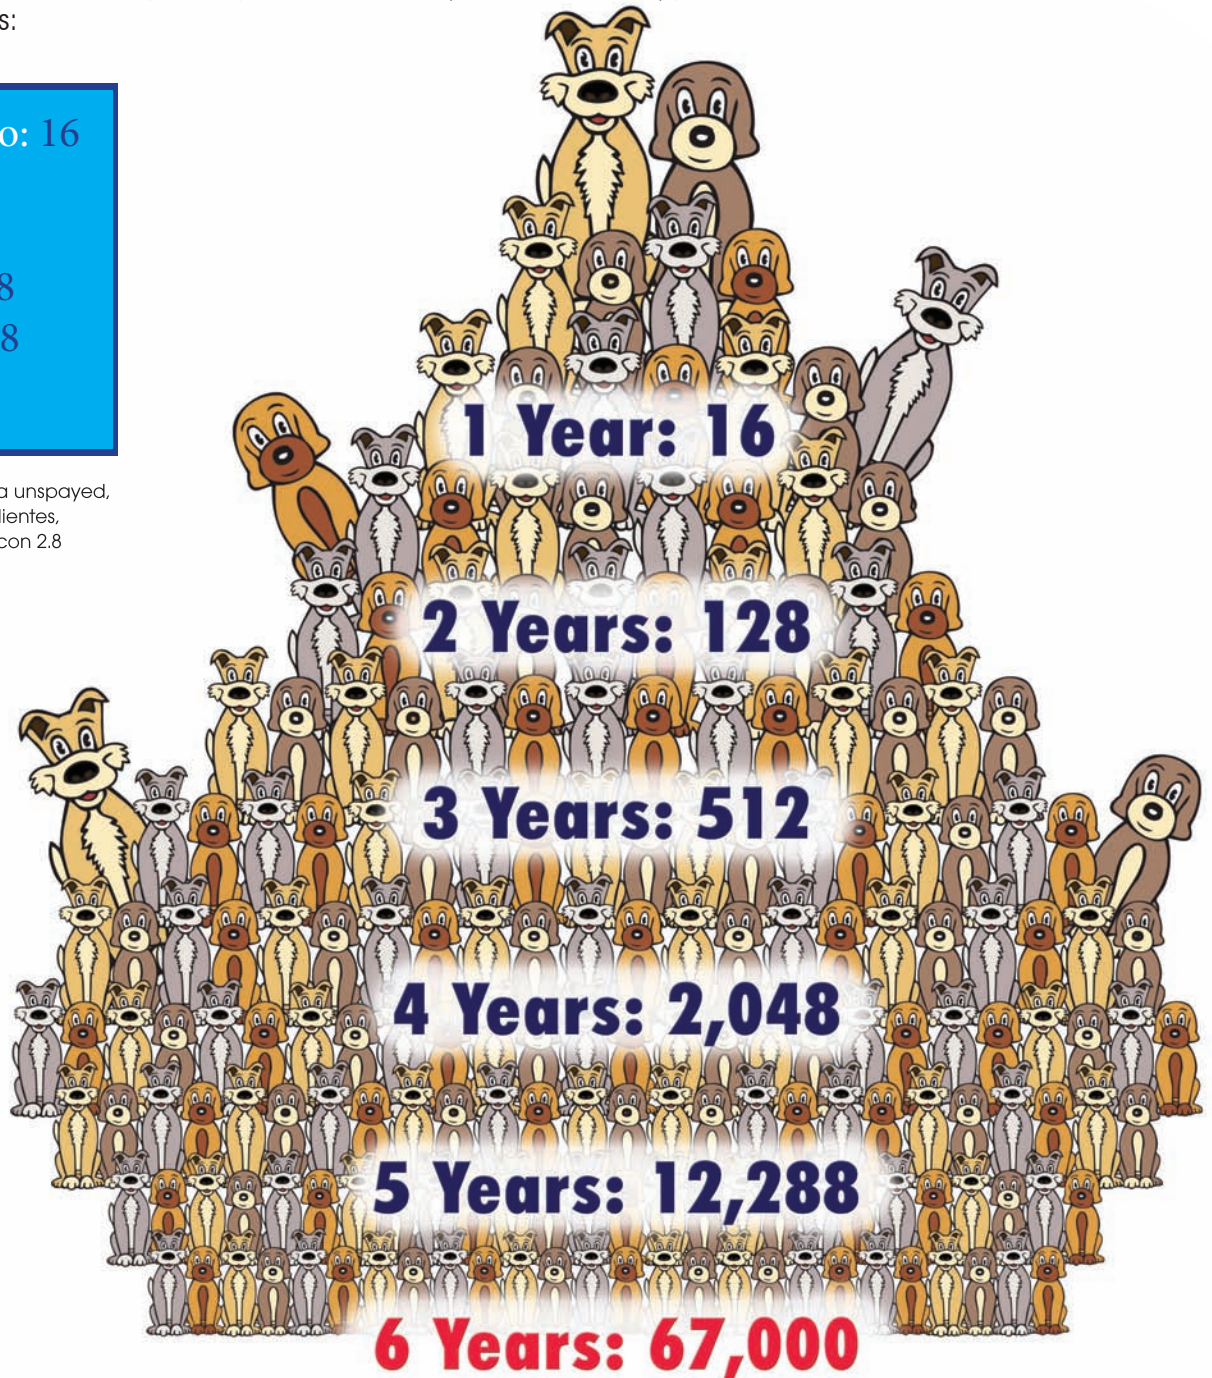 s:
o: 16
8
8
a unspayed,
lientes,
con 2.8
1 Year: 16
2 Years: 128
3 Years: 512
4 Years: 2,048
5 Years: 12,288
6 Years: 67,000